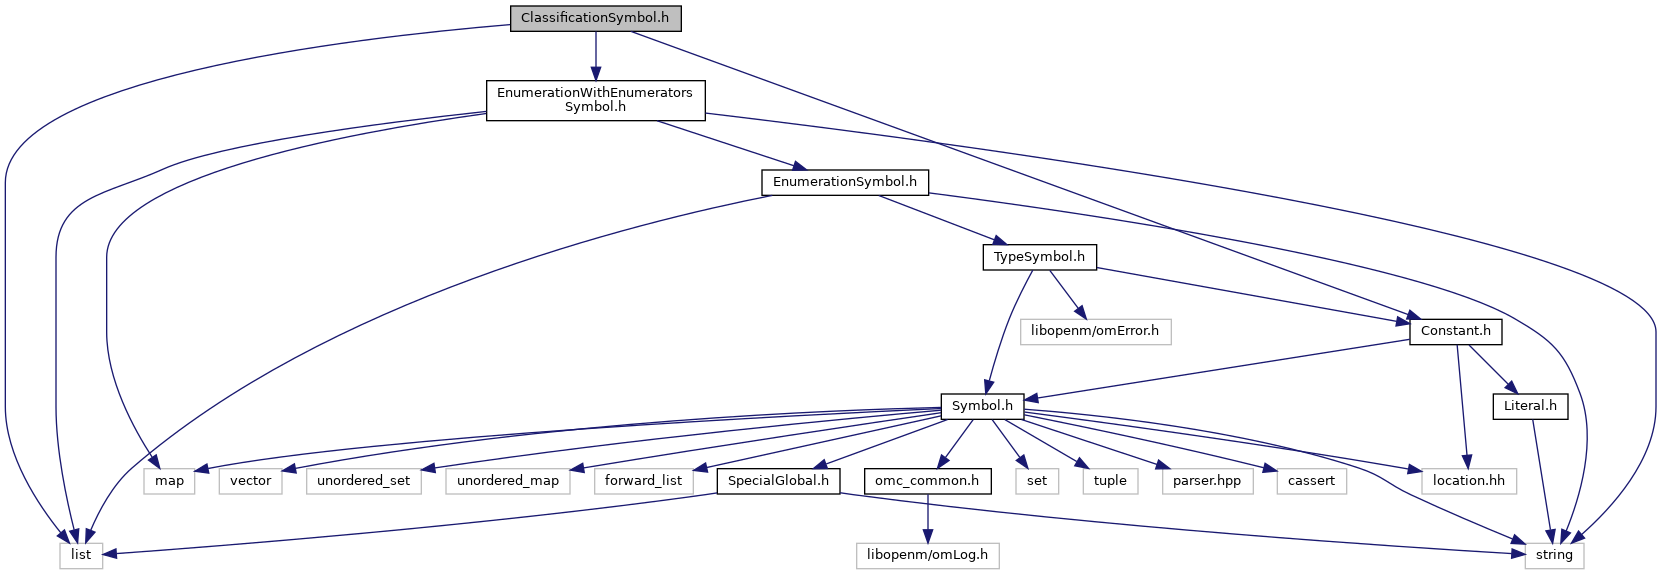 ClassificationSymbol.h
EnumerationWithEnumerators
Symbol.h
EnumerationSymbol.h
TypeSymbol.h
libopenm/omError.h
Constant.h
Symbol.h
Literal.h
map
vector
unordered_set
unordered_map
forward_list
SpecialGlobal.h
omc_common.h
set
tuple
parser.hpp
cassert
location.hh
list
libopenm/omLog.h
string